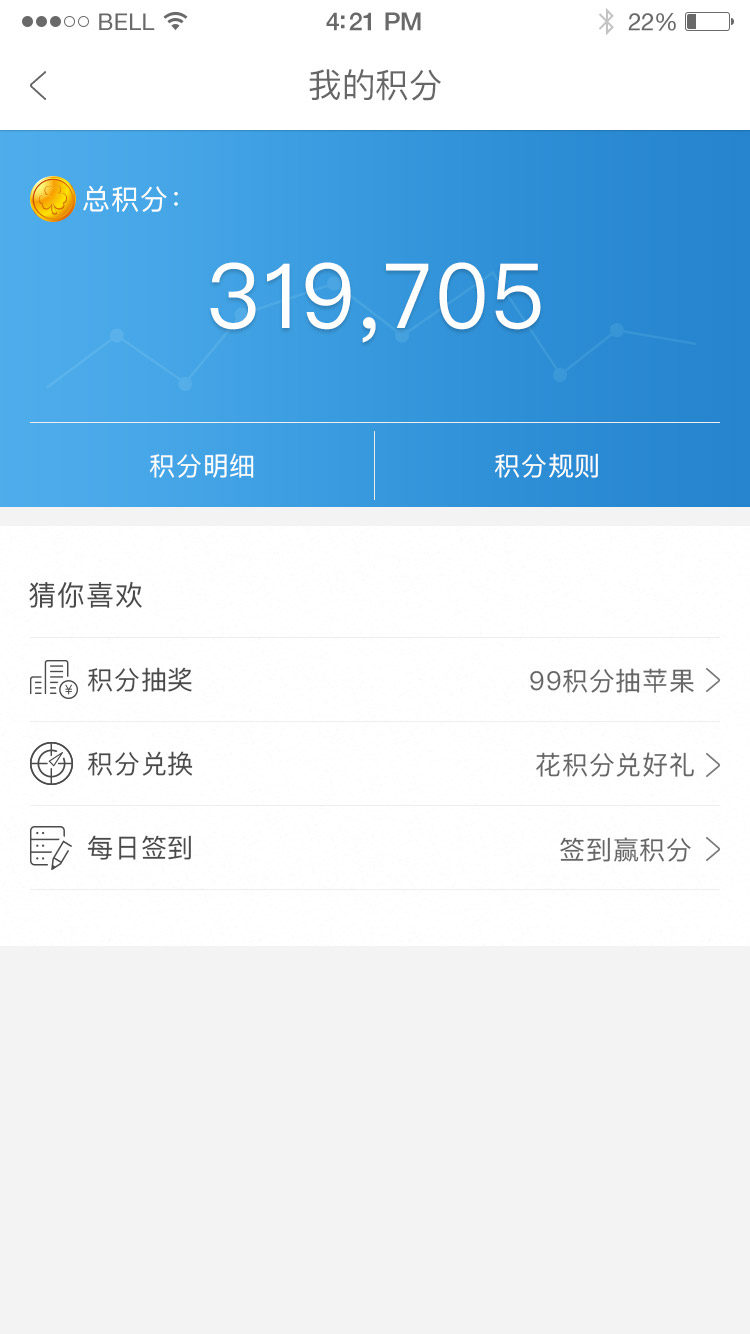 BELL 4:21 PM 22%
我的积分
总积分：
319,705
积分明细 积分规则
猜你喜欢
¥ 积分抽奖 99积分抽苹果
积分兑换 花积分兑好礼
每日签到 签到赢积分